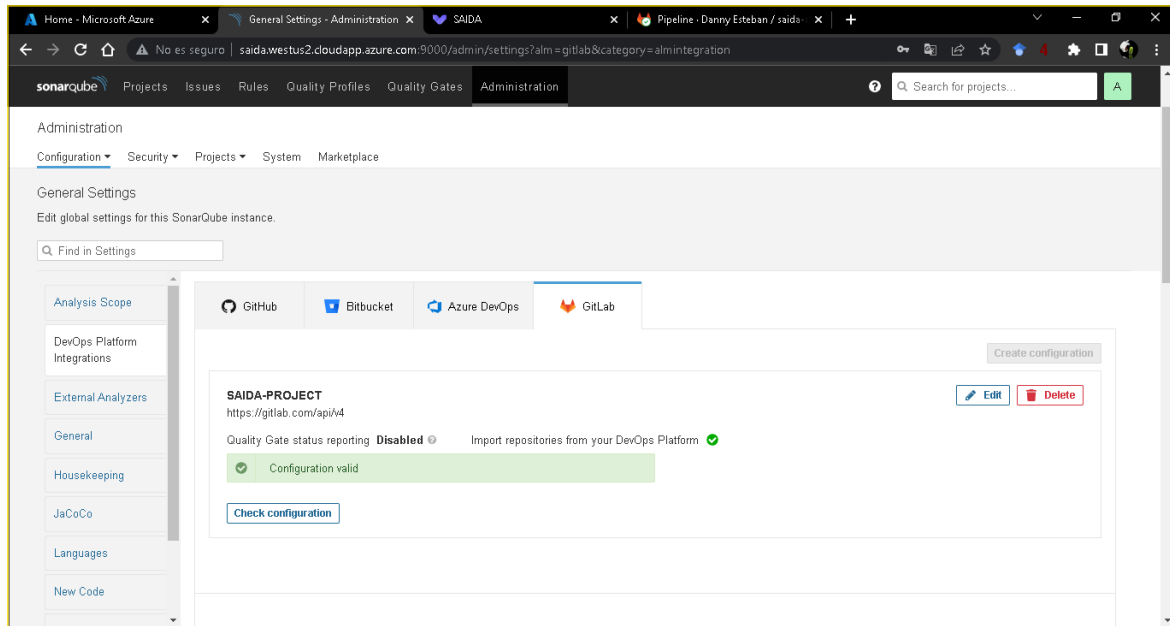 Home - Microsoft Azure
General Settings - Administration
SAIDA
Pipeline · Danny Esteban / saida-
No es seguro | saida.westus2.cloudapp.azure.com:9000/admin/settings?alm=gitlab&category=almintegration
4
sonarqube Projects Issues Rules Quality Profiles Quality Gates Administration
? Search for projects... A
Administration
Configuration Security Projects System Marketplace
General Settings
Edit global settings for this SonarQube instance.
Find in Settings
Analysis Scope
DevOps Platform
Integrations
External Analyzers
General
Housekeeping
JaCoCo
Languages
New Code
GitHub Bitbucket Azure DevOps GitLab
Create configuration
SAIDA-PROJECT
Edit Delete
https://gitlab.com/api/v4
Quality Gate status reporting Disabled ? Import repositories from your DevOps Platform
Configuration valid
Check configuration